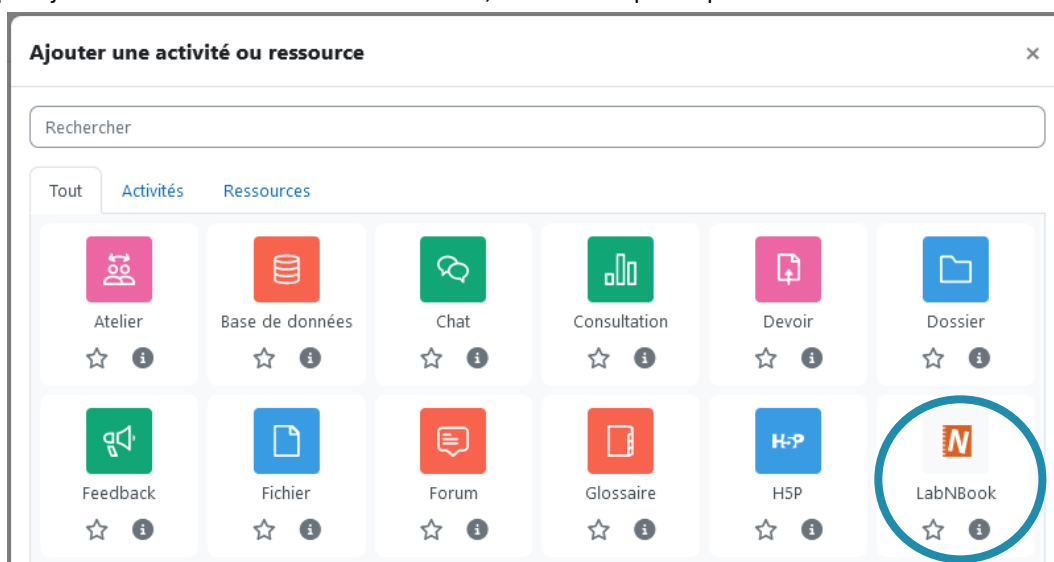 Ajouter une activité ou ressource
×
Rechercher
Tout Activités Ressources
Atelier Base de données Chat Consultation Devoir Dossier
H5P N
Feedback Fichier Forum Glossaire H5P LabNBook